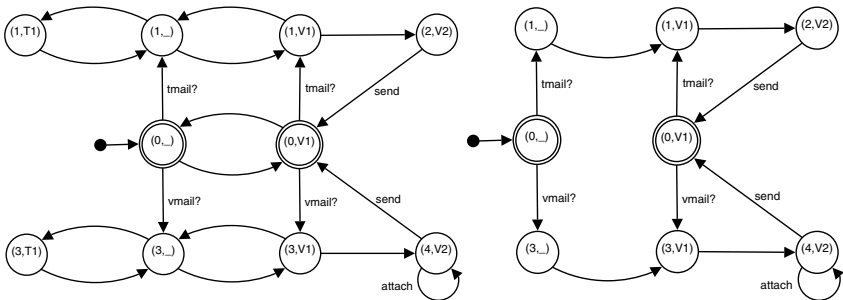 (1,T1) (1,_) (1,V1) (2,V2) (1,_) (1,V1) (2,V2)
tmail? tmail? send tmail? tmail? send
(0,_) (0,V1) (0,_) (0,V1)
vmail? vmail? send vmail? vmail? send
(3,T1) (3,_) (3,V1) (4,V2) (3,_) (3,V1) (4,V2)
attach attach